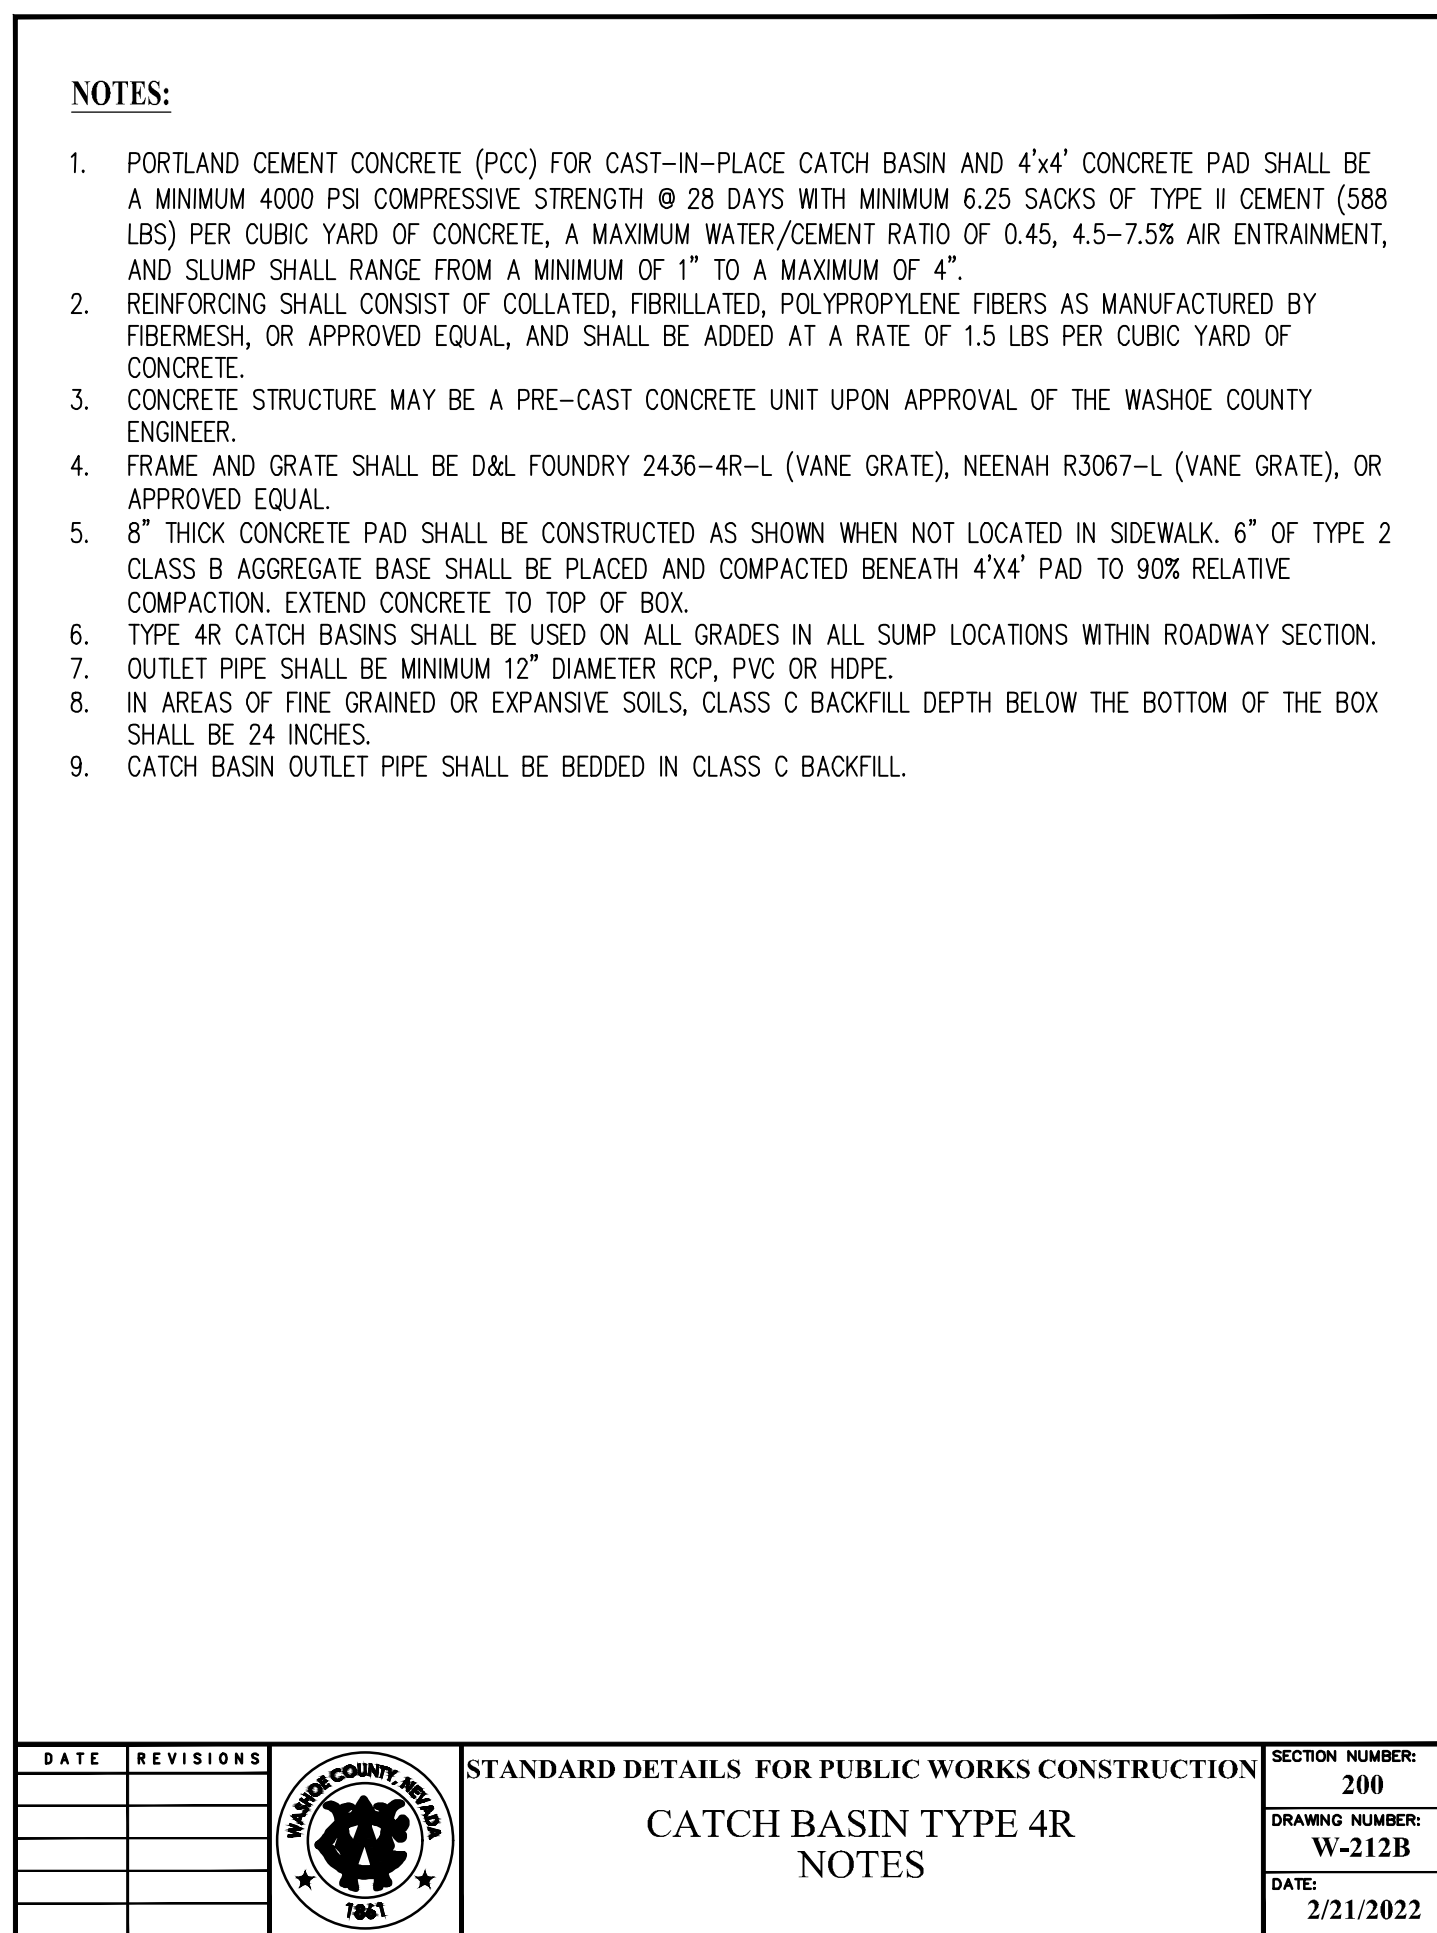 NOTES:
1. PORTLAND CEMENT CONCRETE (PCC) FOR CAST-IN-PLACE CATCH BASIN AND 4'x4' CONCRETE PAD SHALL BE
A MINIMUM 4000 PSI COMPRESSIVE STRENGTH @ 28 DAYS WITH MINIMUM 6.25 SACKS OF TYPE II CEMENT (588
LBS) PER CUBIC YARD OF CONCRETE, A MAXIMUM WATER/CEMENT RATIO OF 0.45, 4.5-7.5% AIR ENTRAINMENT,
AND SLUMP SHALL RANGE FROM A MINIMUM OF 1" TO A MAXIMUM OF 4".
2. REINFORCING SHALL CONSIST OF COLLATED, FIBRILLATED, POLYPROPYLENE FIBERS AS MANUFACTURED BY
FIBERMESH, OR APPROVED EQUAL, AND SHALL BE ADDED AT A RATE OF 1.5 LBS PER CUBIC YARD OF
CONCRETE.
3. CONCRETE STRUCTURE MAY BE A PRE-CAST CONCRETE UNIT UPON APPROVAL OF THE WASHOE COUNTY
ENGINEER.
4. FRAME AND GRATE SHALL BE D&L FOUNDRY 2436-4R-L (VANE GRATE), NEENAH R3067-L (VANE GRATE), OR
APPROVED EQUAL.
5. 8" THICK CONCRETE PAD SHALL BE CONSTRUCTED AS SHOWN WHEN NOT LOCATED IN SIDEWALK. 6" OF TYPE 2
CLASS B AGGREGATE BASE SHALL BE PLACED AND COMPACTED BENEATH 4'X4' PAD TO 90% RELATIVE
COMPACTION. EXTEND CONCRETE TO TOP OF BOX.
6. TYPE 4R CATCH BASINS SHALL BE USED ON ALL GRADES IN ALL SUMP LOCATIONS WITHIN ROADWAY SECTION.
7. OUTLET PIPE SHALL BE MINIMUM 12" DIAMETER RCP, PVC OR HDPE.
8. IN AREAS OF FINE GRAINED OR EXPANSIVE SOILS, CLASS C BACKFILL DEPTH BELOW THE BOTTOM OF THE BOX
SHALL BE 24 INCHES.
9. CATCH BASIN OUTLET PIPE SHALL BE BEDDED IN CLASS C BACKFILL.
DATE REVISIONS
WASHOE COUNTY, NEVADA
1861
STANDARD DETAILS FOR PUBLIC WORKS CONSTRUCTION
CATCH BASIN TYPE 4R
NOTES
SECTION NUMBER:
200
DRAWING NUMBER:
W-212B
DATE:
2/21/2022